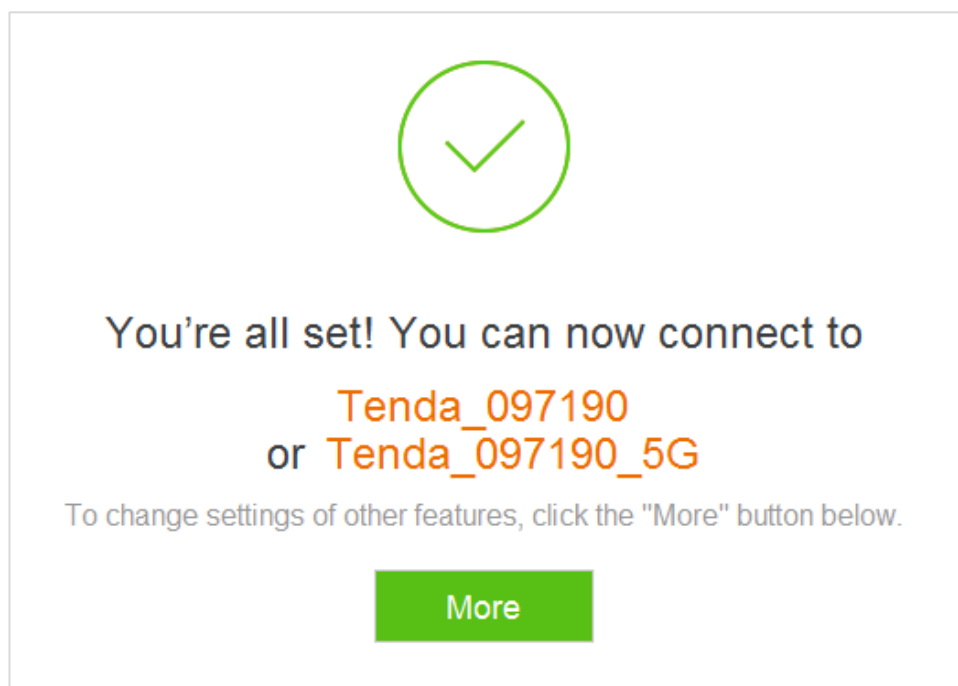 You’re all set! You can now connect to
Tenda_097190
or Tenda_097190_5G
To change settings of other features, click the "More" button below.
More